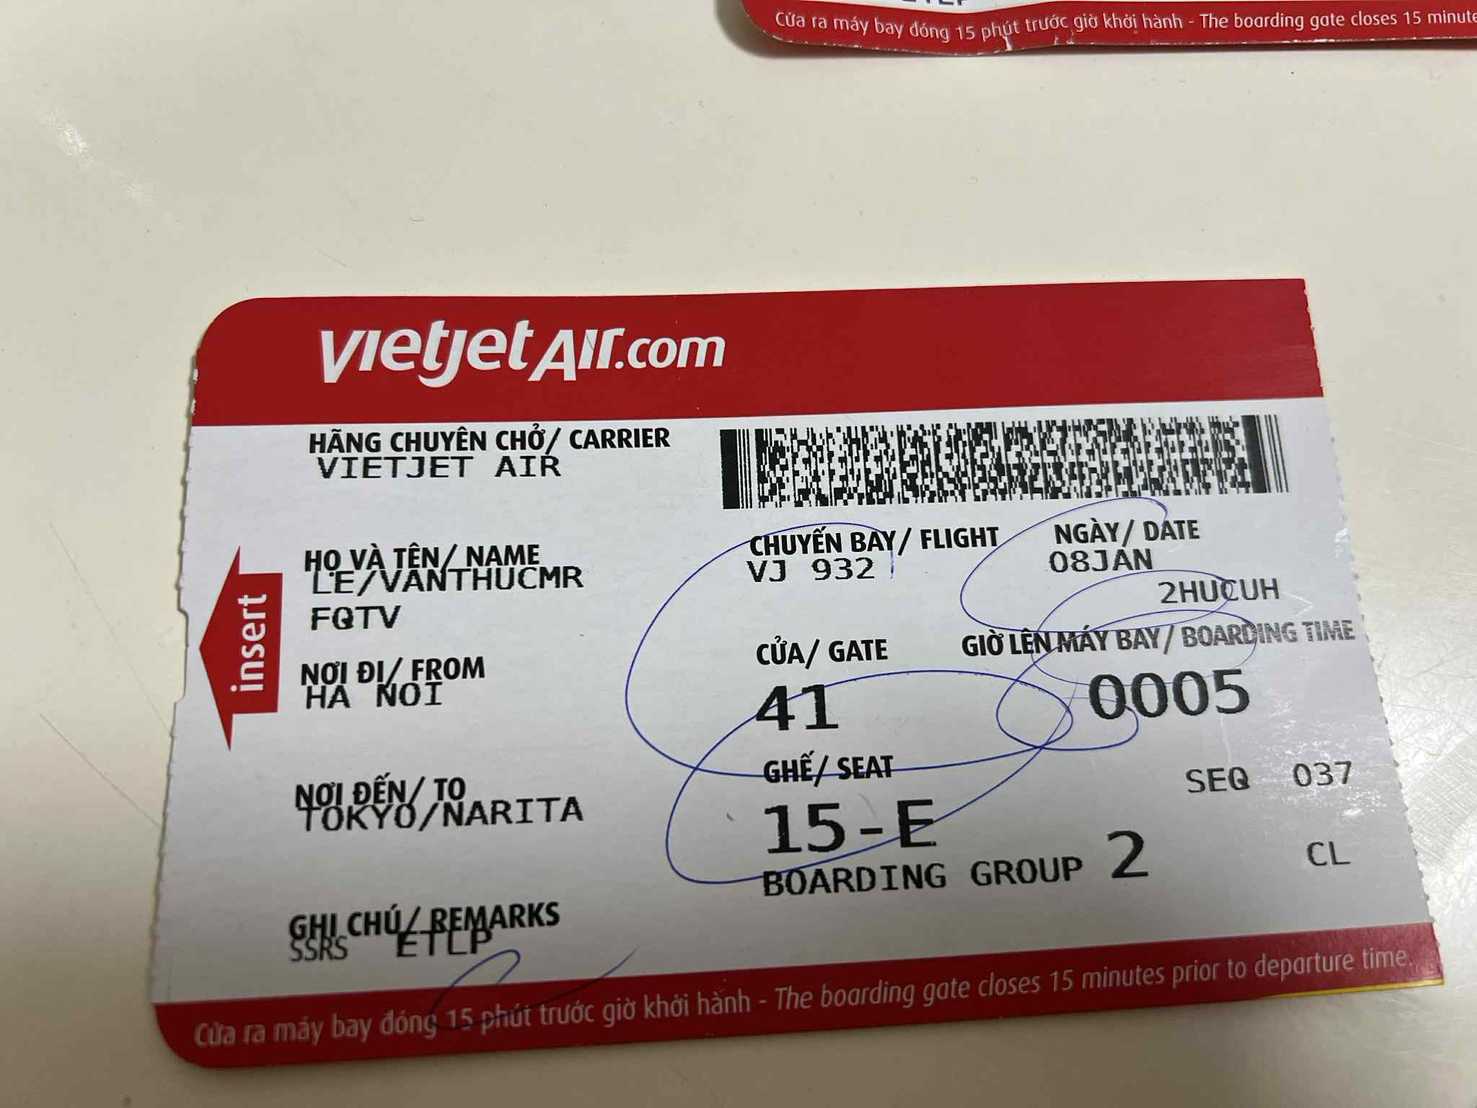 Cửa ra máy bay đóng 15 phút trước giờ khởi hành - The boarding gate closes 15
vietjetAir.com
HÃNG CHUYÊN CHỞ/ CARRIER
VIETJET AIR
HỌ VÀ TÊN/ NAME
LE/VANTHUCMR
FQTV
NƠI ĐI/ FROM
HA NOI
NƠI ĐẾN/ TO
TOKYO/NARITA
GHI CHÚ/ REMARKS
SSRS ETLP
insert
CHUYẾN BAY/ FLIGHT
VJ 932
NGÀY/ DATE
08JAN
2HUCUH
CỬA/ GATE
41
GIỜ LÊN MÁY BAY/ BOARDING TIME
0005
GHẾ/ SEAT
15-E
SEQ 037
BOARDING GROUP 2
CL
Cửa ra máy bay đóng 15 phút trước giờ khởi hành - The boarding gate closes 15 minutes prior to departure time.